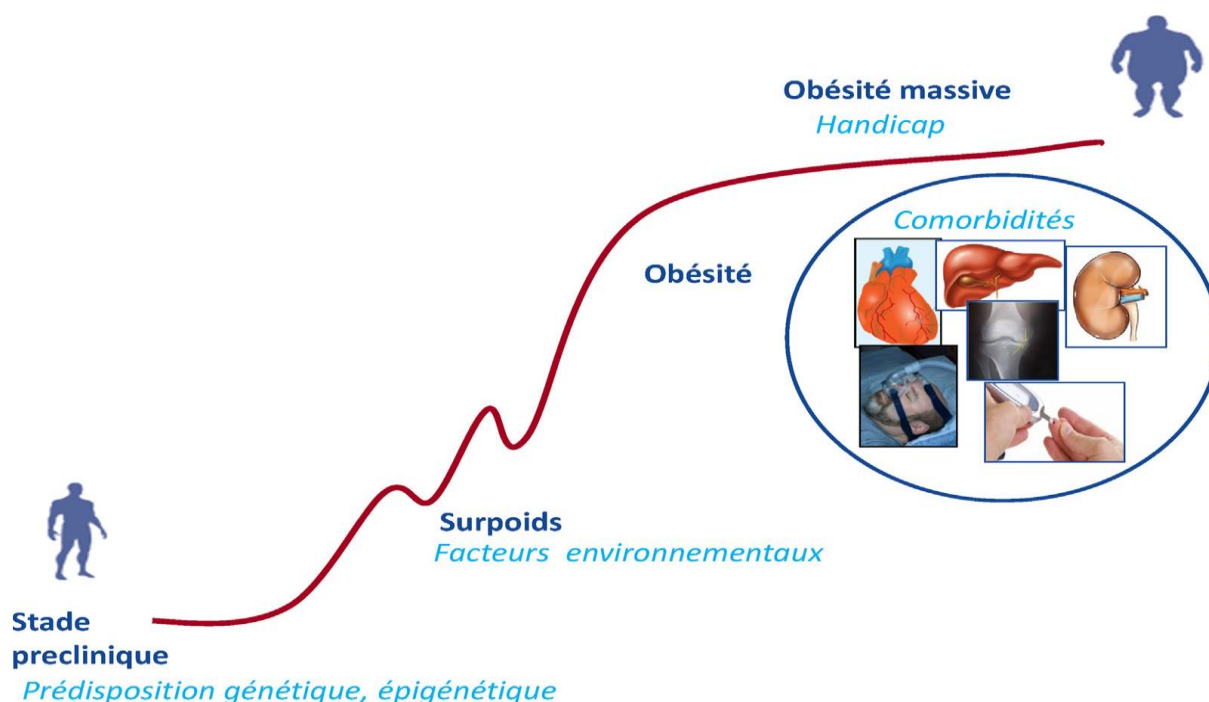 Obésité massive
Handicap
Comorbidités
Obésité
Surpoids
Facteurs environnementaux
Stade
preclinique
Prédisposition génétique, épigénétique